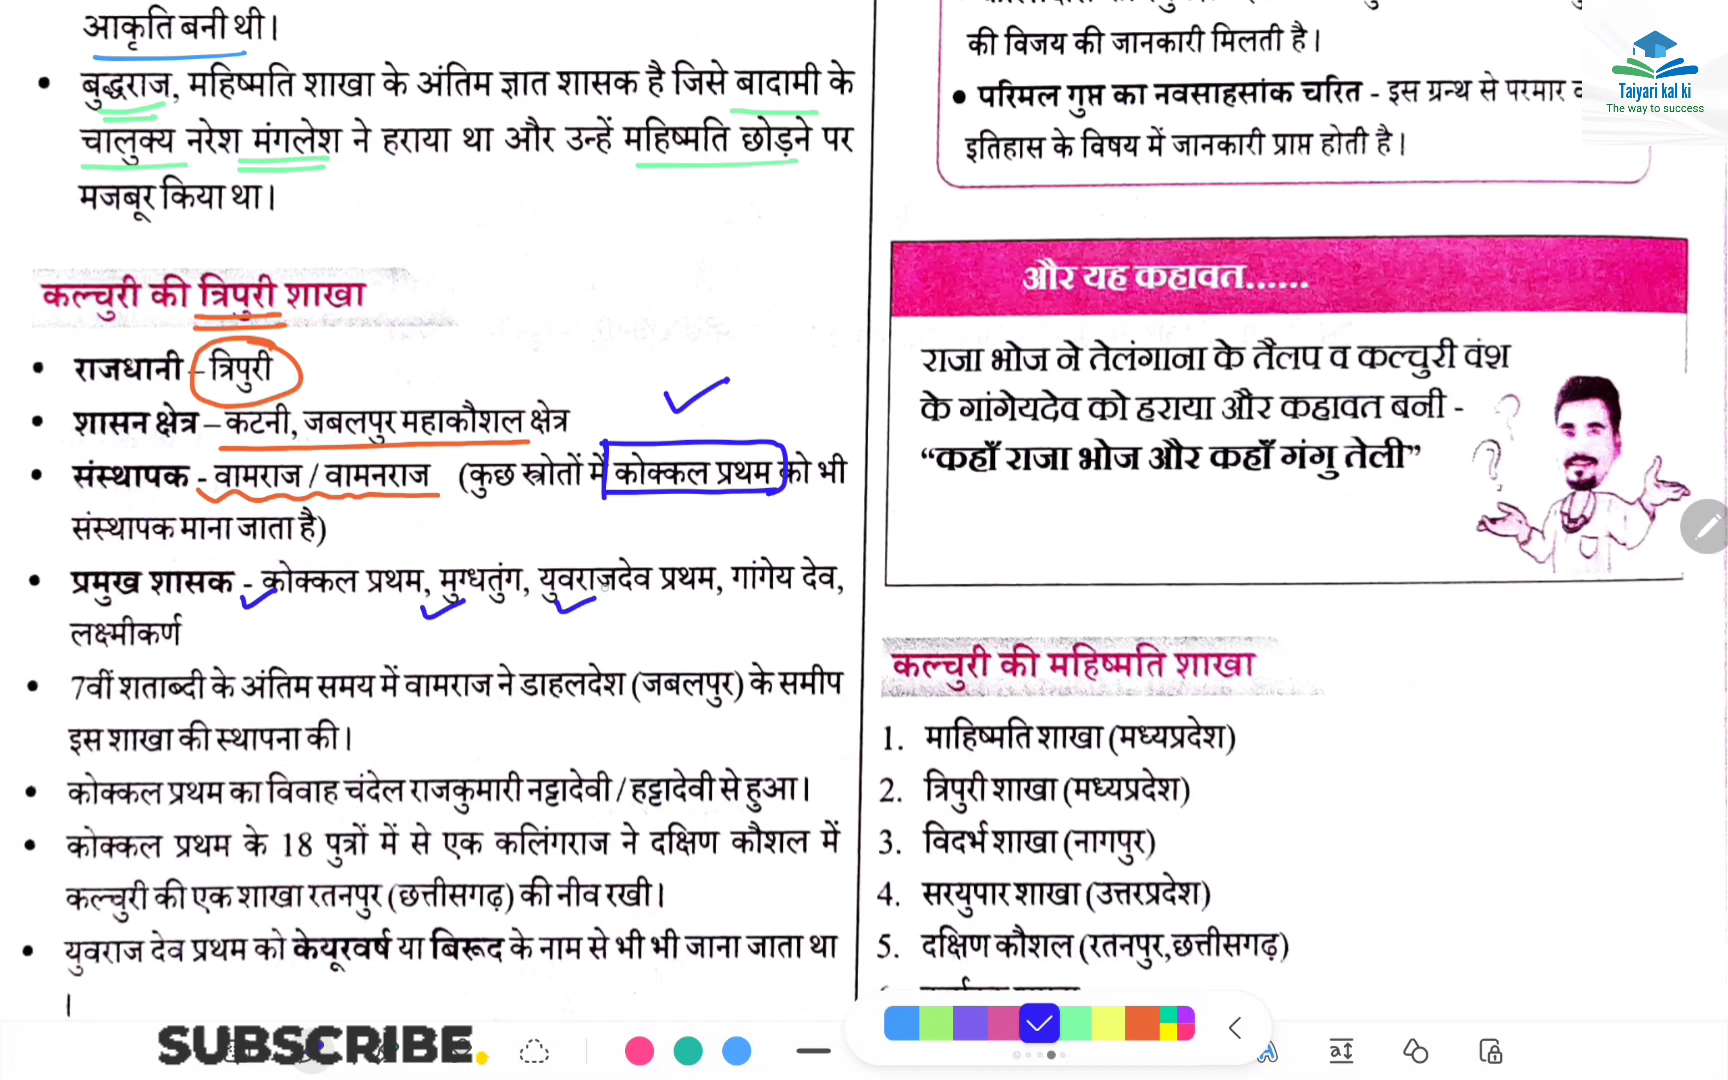 आकृति बनी थी।
• बुद्धराज, महिष्मति शाखा के अंतिम ज्ञात शासक है जिसे बादामी के
चालुक्य नरेश मंगलेश ने हराया था और उन्हें महिष्मति छोड़ने पर
मजबूर किया था।
कल्चुरी की त्रिपुरी शाखा
• राजधानी – त्रिपुरी
• शासन क्षेत्र – कटनी, जबलपुर महाकौशल क्षेत्र
• संस्थापक - वामराज / वामनराज (कुछ स्त्रोतों में कोक्कल प्रथम को भी
संस्थापक माना जाता है)
• प्रमुख शासक - कोक्कल प्रथम, मुग्धतुंग, युवराजदेव प्रथम, गांगेय देव,
लक्ष्मीकर्ण
• 7वीं शताब्दी के अंतिम समय में वामराज ने डाहलदेश (जबलपुर) के समीप
इस शाखा की स्थापना की।
• कोक्कल प्रथम का विवाह चंदेल राजकुमारी नट्टादेवी / हट्टादेवी से हुआ।
• कोक्कल प्रथम के 18 पुत्रों में से एक कलिंगराज ने दक्षिण कौशल में
कल्चुरी की एक शाखा रतनपुर (छत्तीसगढ़) की नीव रखी।
• युवराज देव प्रथम को केयूरवर्ष या बिरूद के नाम से भी भी जाना जाता था
।
की विजय की जानकारी मिलती है।
• परिमल गुप्त का नवसाहसांक चरित - इस ग्रन्थ से परमार
इतिहास के विषय में जानकारी प्राप्त होती है।
और यह कहावत......
राजा भोज ने तेलंगाना के तैलप व कल्चुरी वंश
के गांगेयदेव को हराया और कहावत बनी -
“कहाँ राजा भोज और कहाँ गंगु तेली”
कल्चुरी की महिष्मति शाखा
1. माहिष्मति शाखा (मध्यप्रदेश)
2. त्रिपुरी शाखा (मध्यप्रदेश)
3. विदर्भ शाखा (नागपुर)
4. सरयुपार शाखा (उत्तरप्रदेश)
5. दक्षिण कौशल (रतनपुर,छत्तीसगढ़)
Taiyari kal ki
The way to success
SUBSCRIBE